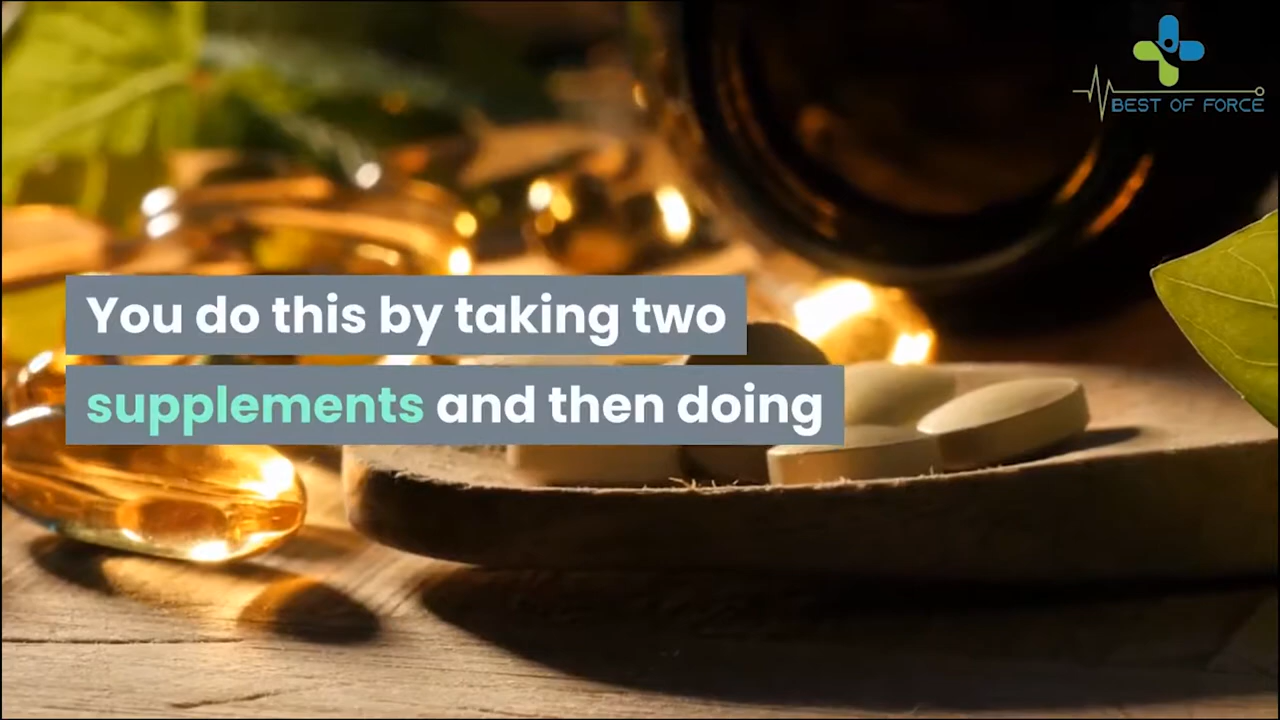 BEST OF FORCE
You do this by taking two
supplements and then doing